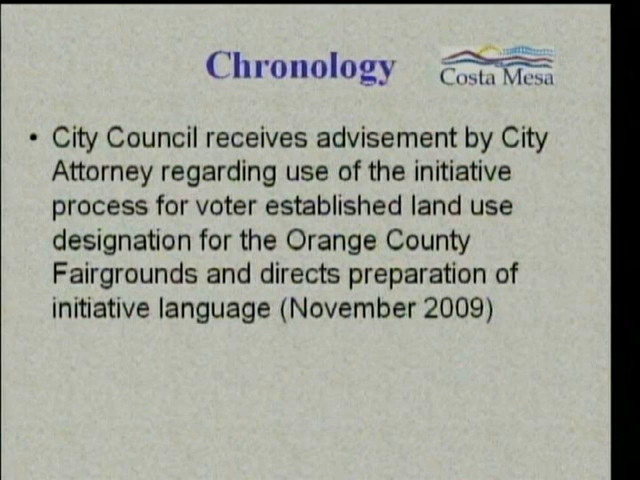 Chronology
Costa Mesa
• City Council receives advisement by City
Attorney regarding use of the initiative
process for voter established land use
designation for the Orange County
Fairgrounds and directs preparation of
initiative language (November 2009)